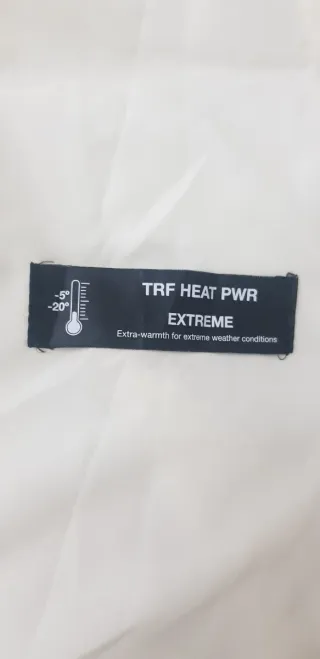 -5°
-20°
TRF HEAT PWR
EXTREME
Extra-warmth for extreme weather conditions